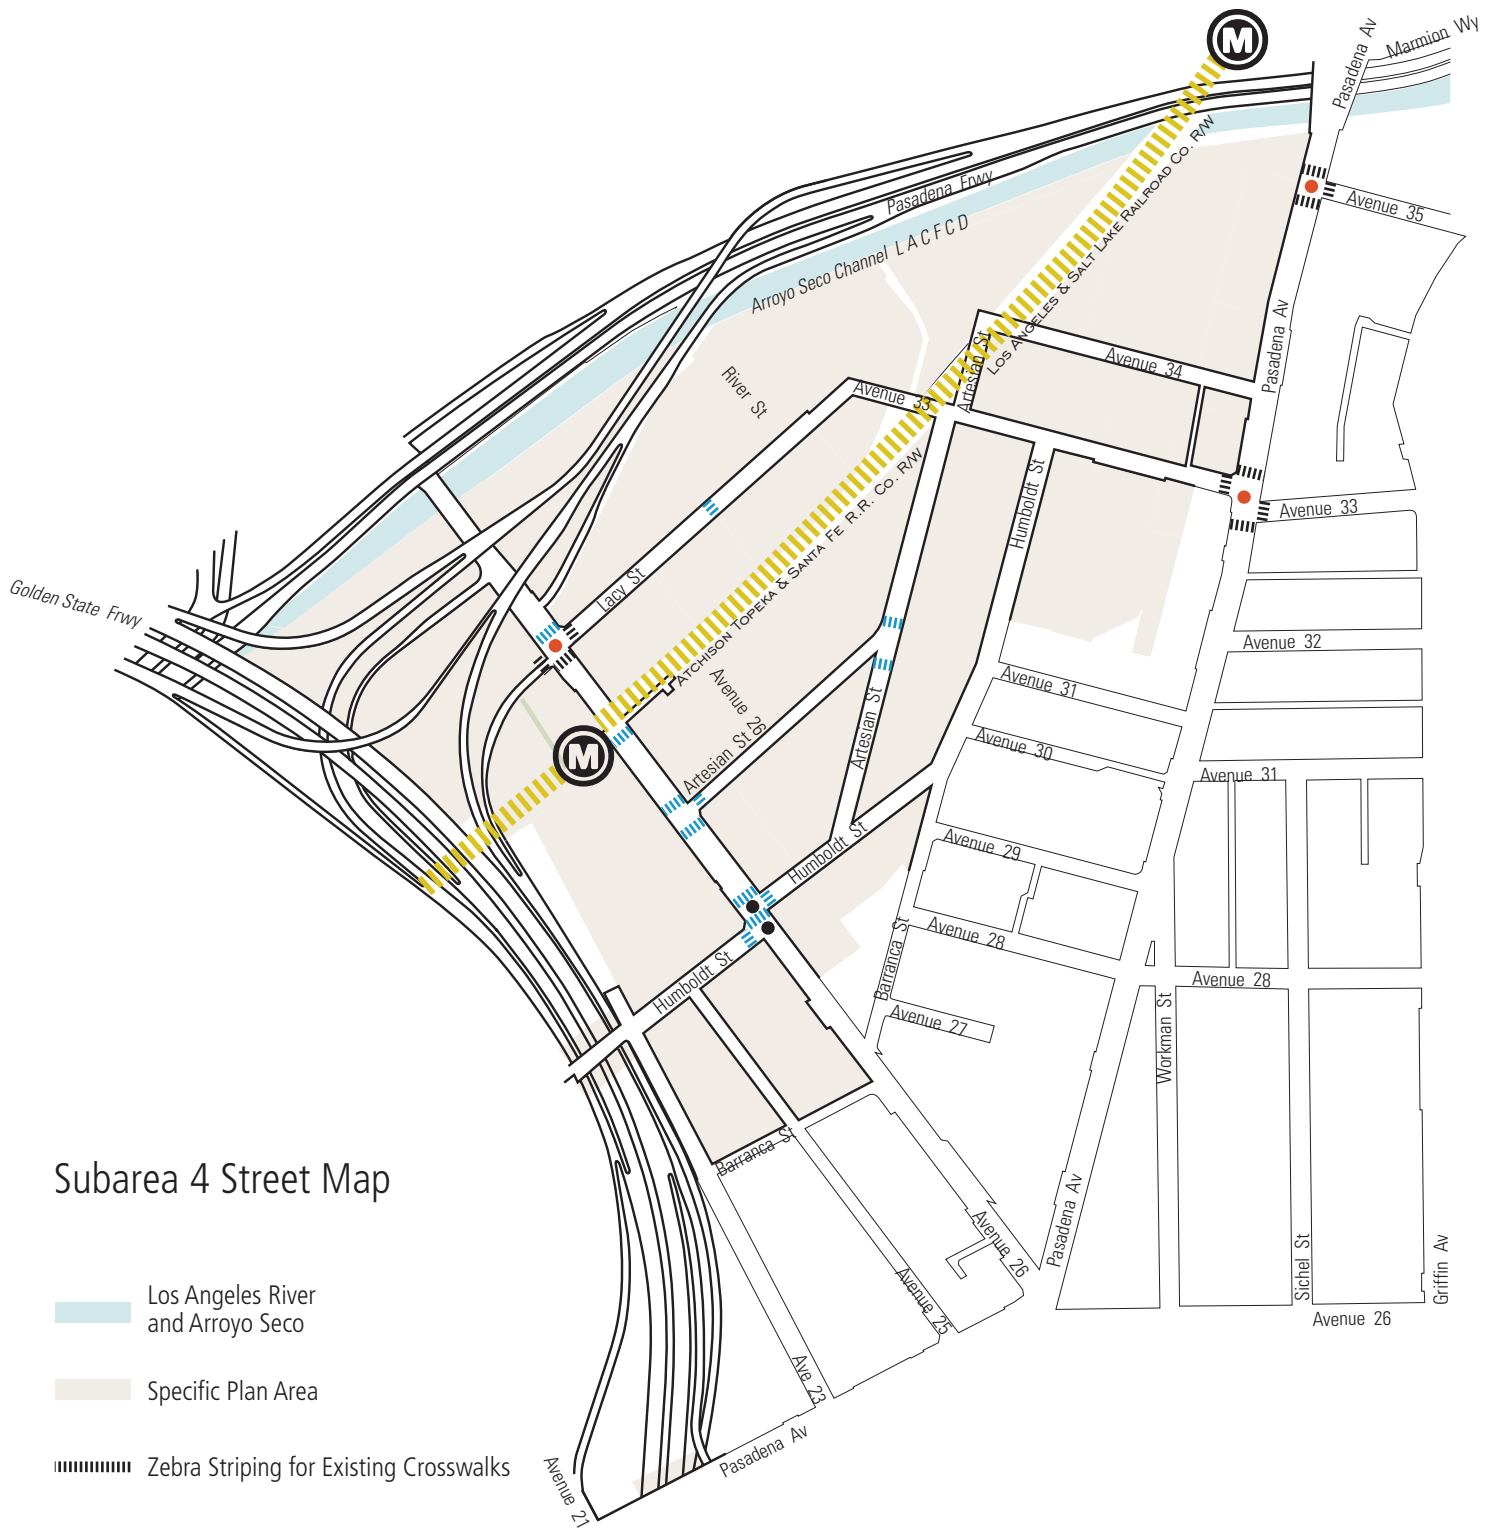 M
Pasadena Av
Marmion Wy
Los Angeles & Salt Lake Railroad Co. R/W
Pasadena Frwy
Avenue 35
Arroyo Seco Channel LACFCD
Pasadena Av
Artesian St
Avenue 34
River St
Avenue 33
Atchison Topeka & Santa Fe R.R. Co. R/W
Humboldt St
Avenue 33
Lacy St
Golden State Frwy
Avenue 32
Avenue 31
Avenue 26
Artesian St
Artesian St
Avenue 30
M
Avenue 31
Humboldt St
Avenue 29
Barranca St
Avenue 28
Humboldt St
Avenue 28
Avenue 27
Workman St
Barranca St
Subarea 4 Street Map
Pasadena Av
Avenue 26
Sichel St
Griffin Av
Avenue 25
Avenue 26
Los Angeles River
and Arroyo Seco
Ave 23
Specific Plan Area
Pasadena Av
Zebra Striping for Existing Crosswalks
Avenue 21